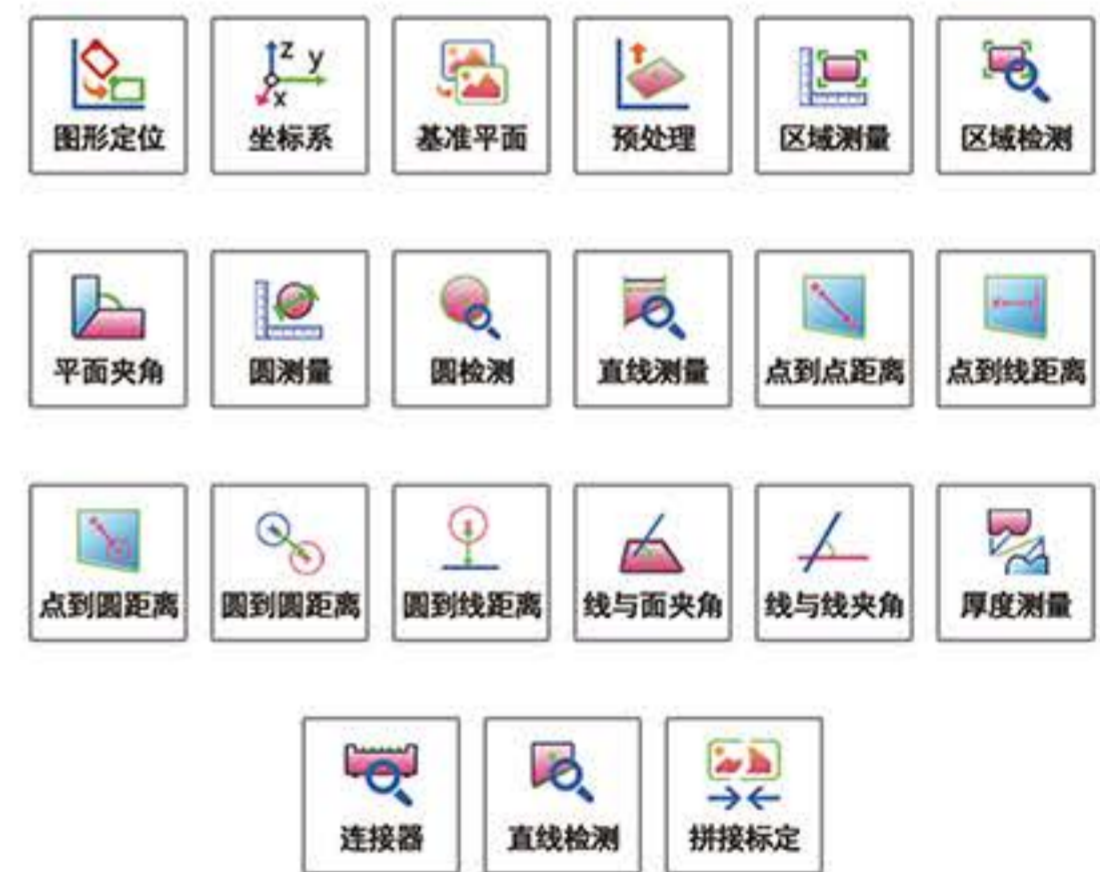 z y
x
图形定位 坐标系 基准平面 预处理 区域测量 区域检测
平面夹角 圆测量 圆检测 直线测量 点到点距离 点到线距离
点到圆距离 圆到圆距离 圆到线距离 线与面夹角 线与线夹角 厚度测量
连接器 直线检测 拼接标定